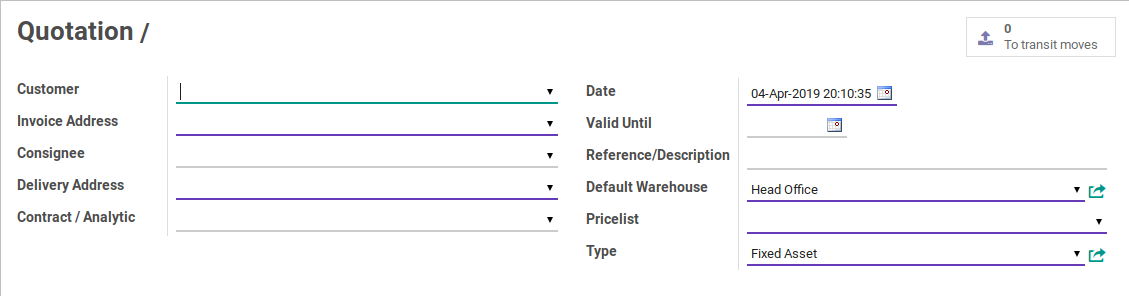 Quotation /
0
To transit moves
Customer
Invoice Address
Consignee
Delivery Address
Contract / Analytic
Date 04-Apr-2019 20:10:35
Valid Until
Reference/Description
Default Warehouse Head Office
Pricelist
Type Fixed Asset